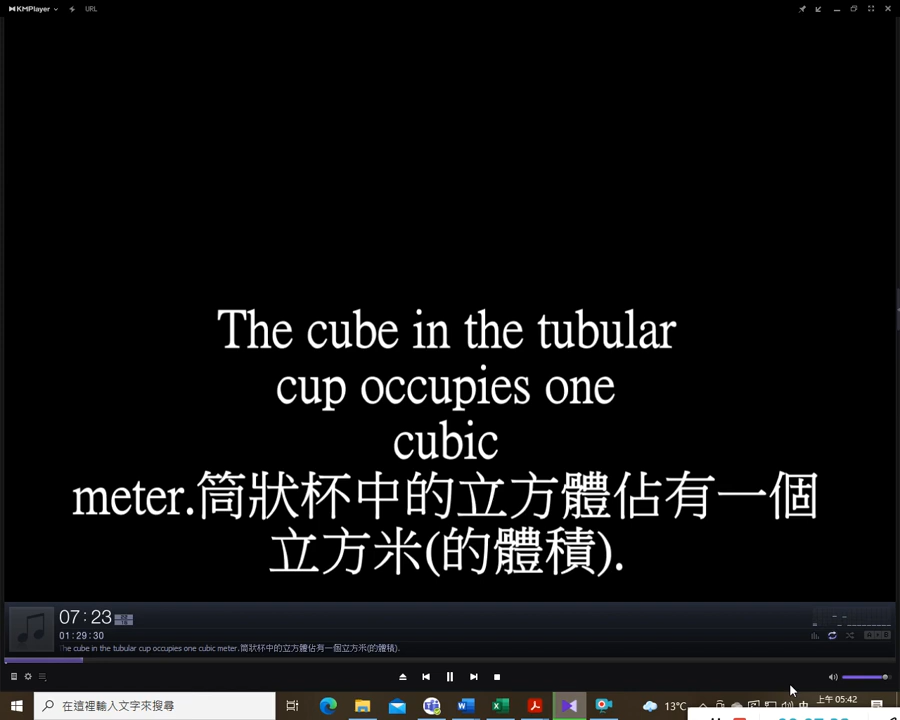 KMPlayer
URL
The cube in the tubular
cup occupies one
cubic
meter.筒狀杯中的立方體佔有一個
立方米(的體積).
07:23
01:29:30
The cube in the tubular cup occupies one cubic meter.筒狀杯中的立方體佔有一個立方米(的體積).
在這裡輸入文字來搜尋
13°C
中
上午 05:42